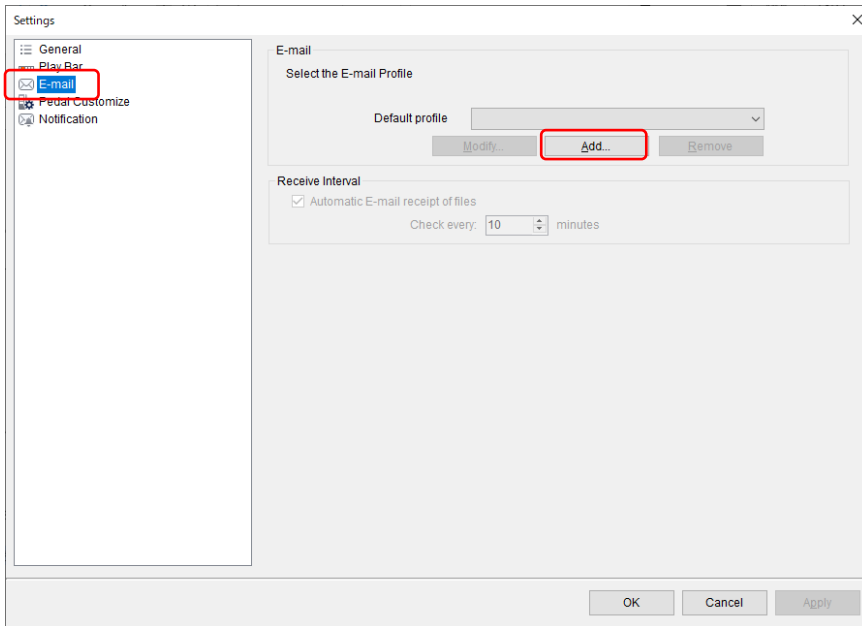 Settings
General
Play Bar
E-mail
Pedal Customize
Notification
E-mail
Select the E-mail Profile
Default profile
Modify... Add... Remove
Receive Interval
Automatic E-mail receipt of files
Check every: 10 minutes
OK Cancel Apply